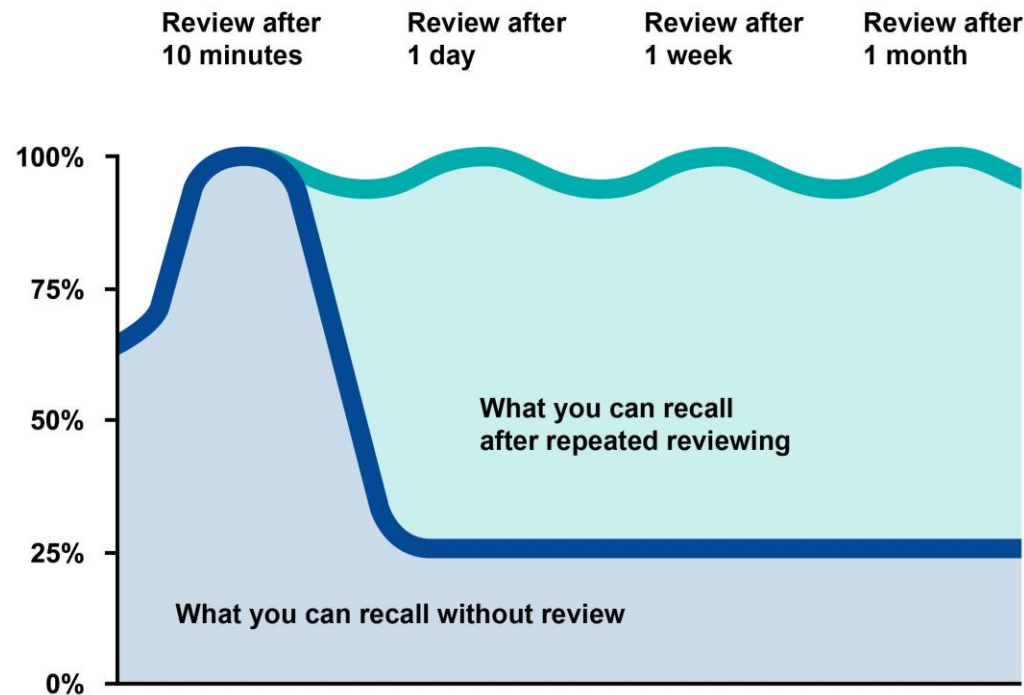 Review after
10 minutes
Review after
1 day
Review after
1 week
Review after
1 month
100%
75%
50%
25%
0%
What you can recall
after repeated reviewing
What you can recall without review